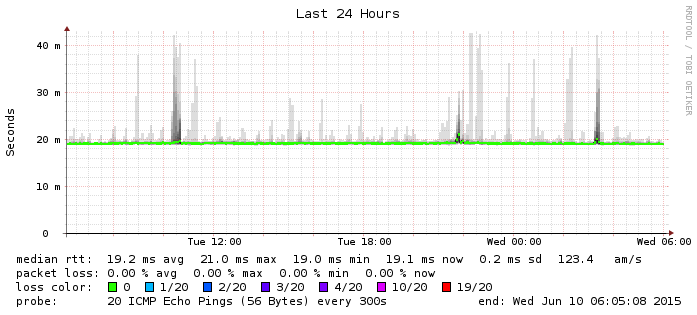 Last 24 Hours
RRDTOOL / TOBI OETIKER
Seconds
40 m
30 m
20 m
10 m
0
Tue 12:00 Tue 18:00 Wed 00:00 Wed 06:00
median rtt: 19.2 ms avg 21.0 ms max 19.0 ms min 19.1 ms now 0.2 ms sd 123.4 am/s
packet loss: 0.00 % avg 0.00 % max 0.00 % min 0.00 % now
loss color: 0 1/20 2/20 3/20 4/20 10/20 19/20
probe: 20 ICMP Echo Pings (56 Bytes) every 300s end: Wed Jun 10 06:05:08 2015